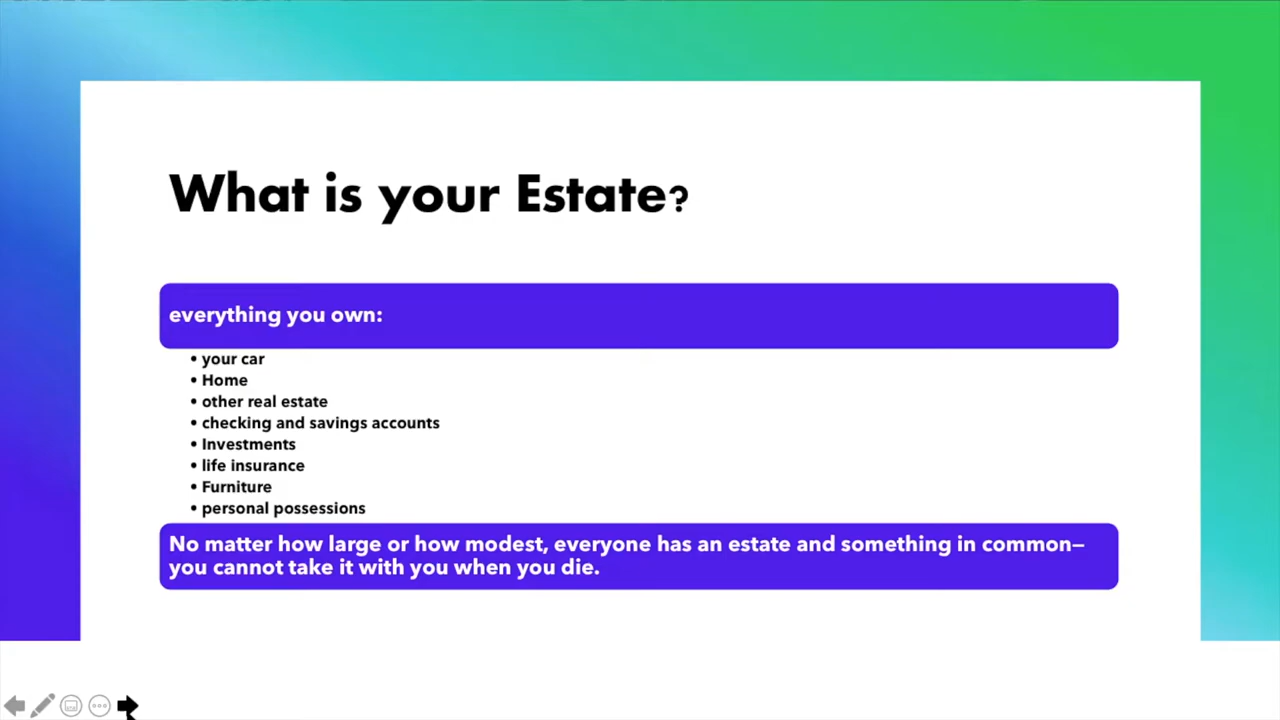 What is your Estate?
everything you own:
• your car
• Home
• other real estate
• checking and savings accounts
• Investments
• life insurance
• Furniture
• personal possessions
No matter how large or how modest, everyone has an estate and something in common—
you cannot take it with you when you die.